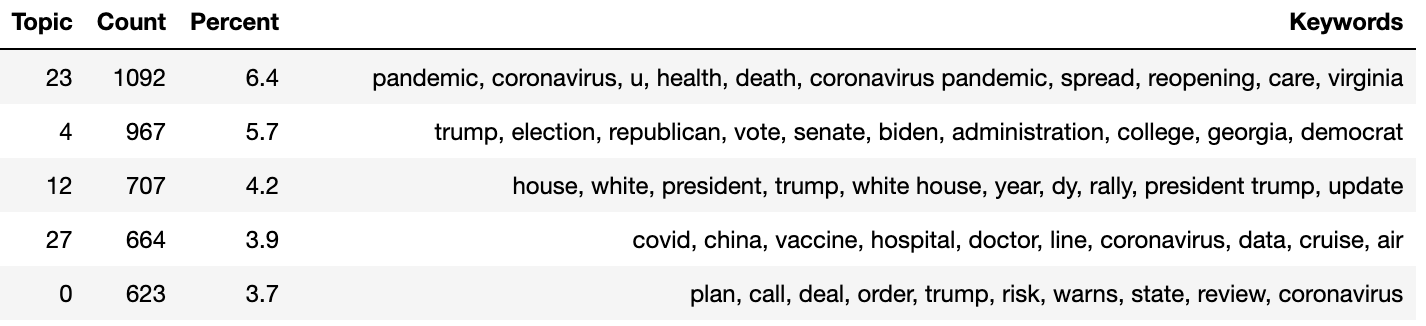 Topic Count Percent Keywords
23 1092 6.4 pandemic, coronavirus, u, health, death, coronavirus pandemic, spread, reopening, care, virginia
4 967 5.7 trump, election, republican, vote, senate, biden, administration, college, georgia, democrat
12 707 4.2 house, white, president, trump, white house, year, dy, rally, president trump, update
27 664 3.9 covid, china, vaccine, hospital, doctor, line, coronavirus, data, cruise, air
0 623 3.7 plan, call, deal, order, trump, risk, warns, state, review, coronavirus